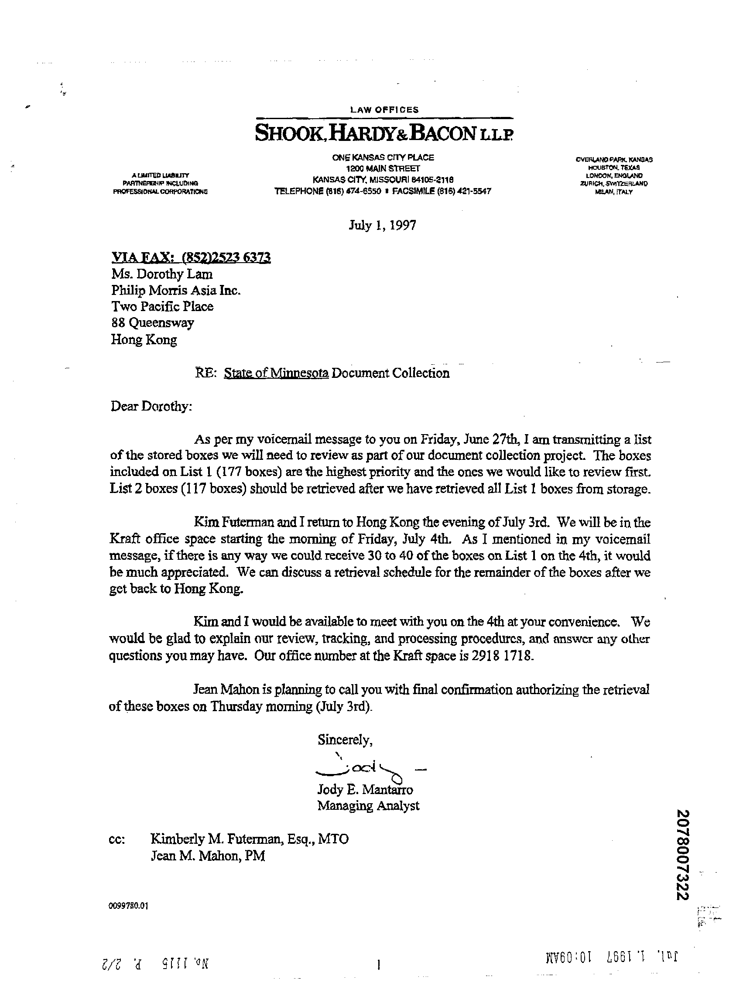 LAW OFFICES
SHOOK, HARDY & BACON L.L.P.
ONE KANSAS CITY PLACE
1200 MAIN STREET
KANSAS CITY, MISSOURI 64105-2118
TELEPHONE (816) 474-6550 ▪ FACSIMILE (816) 421-5547
A LIMITED LIABILITY
PARTNERSHIP INCLUDING
PROFESSIONAL CORPORATIONS
OVERLAND PARK, KANSAS
HOUSTON, TEXAS
LONDON, ENGLAND
ZURICH, SWITZERLAND
MILAN, ITALY
July 1, 1997
VIA FAX: (852)2523 6373
Ms. Dorothy Lam
Philip Morris Asia Inc.
Two Pacific Place
88 Queensway
Hong Kong
RE: State of Minnesota Document Collection
Dear Dorothy:
As per my voicemail message to you on Friday, June 27th, I am transmitting a list
of the stored boxes we will need to review as part of our document collection project. The boxes
included on List 1 (177 boxes) are the highest priority and the ones we would like to review first.
List 2 boxes (117 boxes) should be retrieved after we have retrieved all List 1 boxes from storage.
Kim Futerman and I return to Hong Kong the evening of July 3rd. We will be in the
Kraft office space starting the morning of Friday, July 4th. As I mentioned in my voicemail
message, if there is any way we could receive 30 to 40 of the boxes on List 1 on the 4th, it would
be much appreciated. We can discuss a retrieval schedule for the remainder of the boxes after we
get back to Hong Kong.
Kim and I would be available to meet with you on the 4th at your convenience. We
would be glad to explain our review, tracking, and processing procedures, and answer any other
questions you may have. Our office number at the Kraft space is 2918 1718.
Jean Mahon is planning to call you with final confirmation authorizing the retrieval
of these boxes on Thursday morning (July 3rd).
Sincerely,
Jody
Jody E. Mantarro
Managing Analyst
cc: Kimberly M. Futerman, Esq., MTO
Jean M. Mahon, PM
2078007322
0099780.01
1
Jul. 1. 1997 10:09AM
No. 1115 P. 2/2